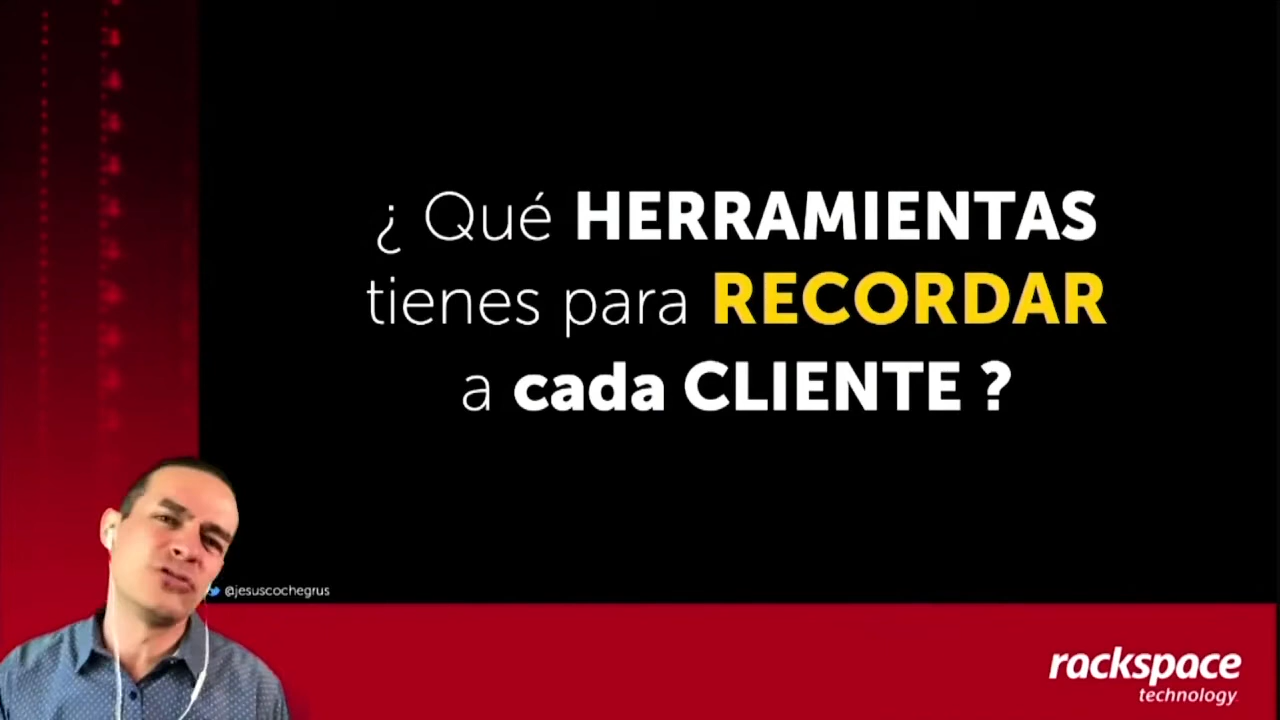 ¿ Qué HERRAMIENTAS
tienes para RECORDAR
a cada CLIENTE ?
@jesuscochegrus
rackspace
technology